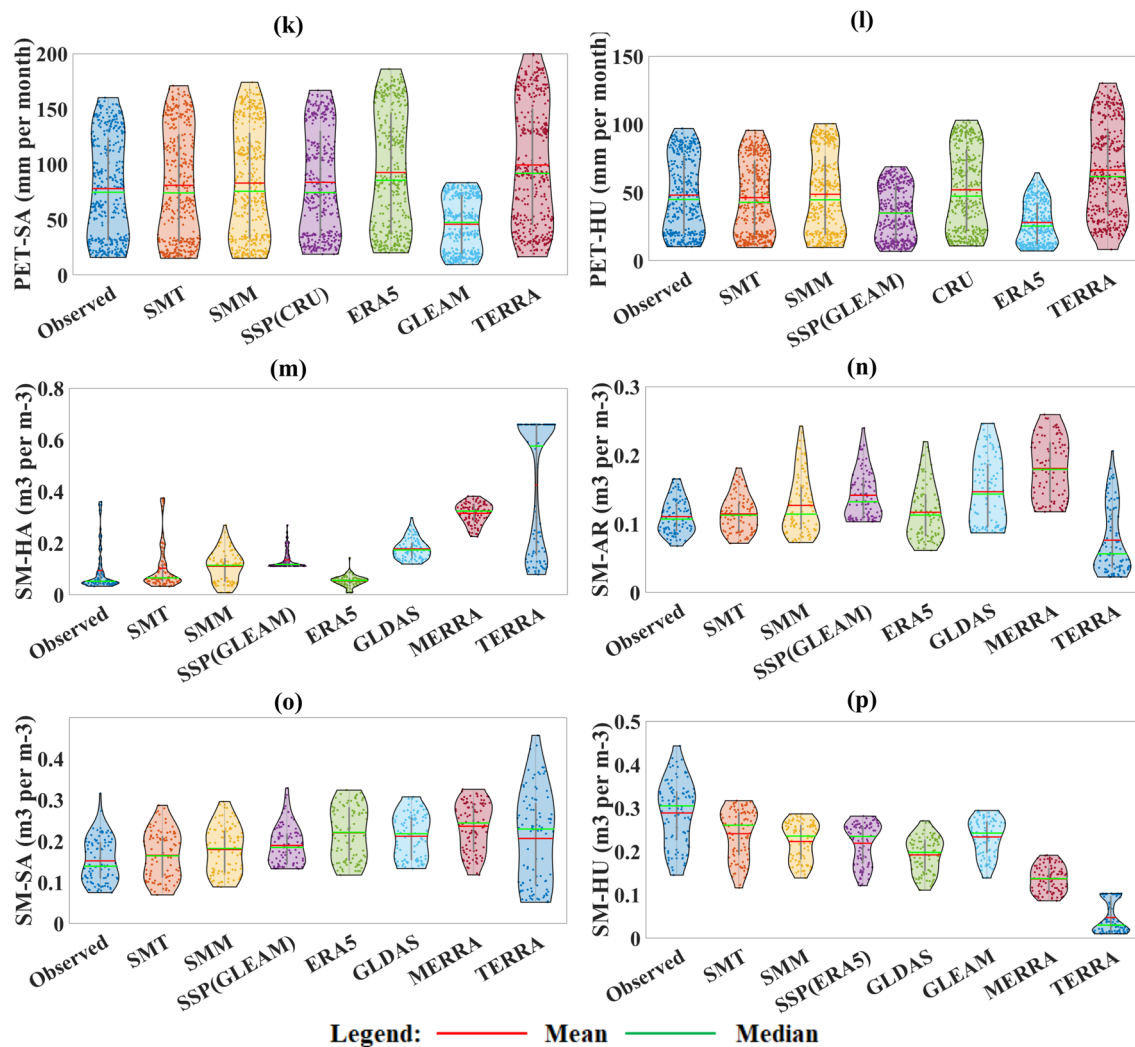 (k)
PET-SA (mm per month)
200
150
100
50
0
Observed
SMT
SMM
SSP(CRU)
ERA5
GLEAM
TERRA
(l)
PET-HU (mm per month)
150
100
50
0
Observed
SMT
SMM
SSP(GLEAM)
CRU
ERA5
TERRA
(m)
SM-HA (m3 per m-3)
0.8
0.6
0.4
0.2
0
Observed
SMT
SMM
SSP(GLEAM)
ERA5
GLDAS
MERRA
TERRA
(n)
SM-AR (m3 per m-3)
0.3
0.2
0.1
0
Observed
SMT
SMM
SSP(GLEAM)
ERA5
GLDAS
MERRA
TERRA
(o)
SM-SA (m3 per m-3)
0.4
0.3
0.2
0.1
0
Observed
SMT
SMM
SSP(GLEAM)
ERA5
GLDAS
MERRA
TERRA
(p)
SM-HU (m3 per m-3)
0.5
0.4
0.3
0.2
0.1
0
Observed
SMT
SMM
SSP(ERA5)
GLDAS
GLEAM
MERRA
TERRA
Legend: Mean Median